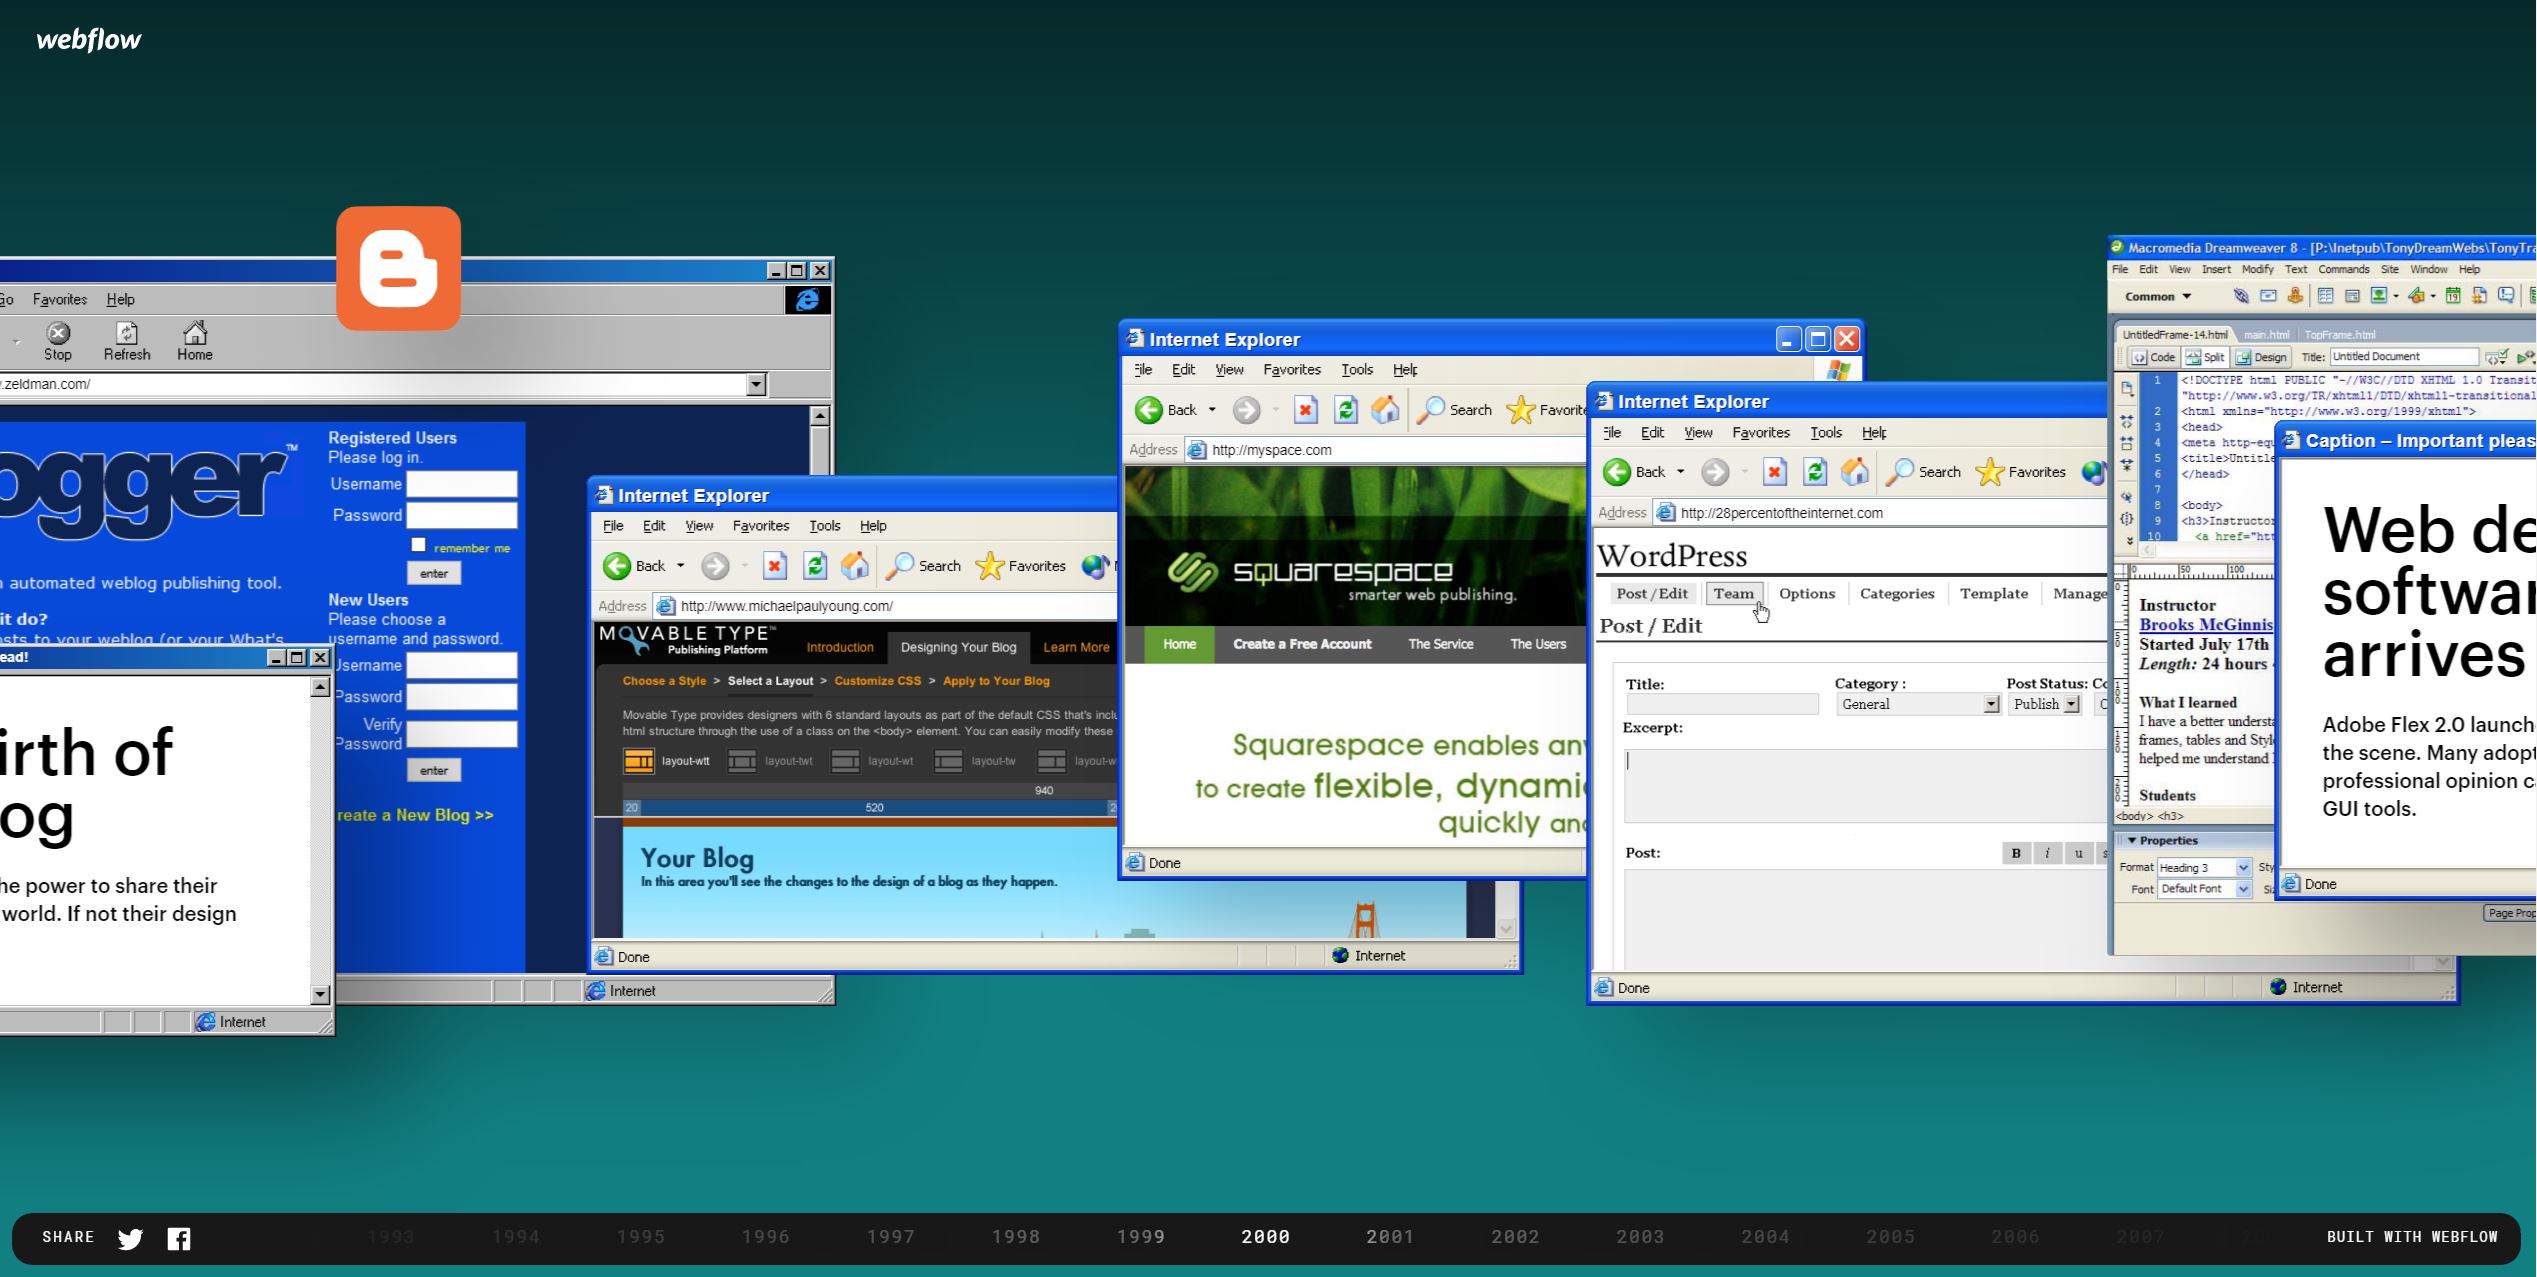 webflow
Go Favorites Help
Stop Refresh Home
.zeldman.com/
ogger™
automated weblog publishing tool.
it do?
osts to your weblog (or your What's
Registered Users
Please log in.
Username
Password
remember me
enter
New Users
Please choose a
username and password.
Username
Password
Verify
Password
enter
reate a New Blog >>
Internet
ead!
irth of
og
he power to share their
world. If not their design
Internet
Internet Explorer
File Edit View Favorites Tools Help
Back Search Favorites
Address http://www.michaelpaulyoung.com/
MOVABLE TYPE™
Publishing Platform
Introduction Designing Your Blog Learn More
Choose a Style > Select a Layout > Customize CSS > Apply to Your Blog
Movable Type provides designers with 6 standard layouts as part of the default CSS that's inclu
html structure through the use of a class on the <body> element. You can easily modify these
layout-wtt layout-twt layout-wt layout-tw layout-w
940
20 520 2
Your Blog
In this area you'll see the changes to the design of a blog as they happen.
Done Internet
Internet Explorer
File Edit View Favorites Tools Help
Back Search Favorite
Address http://myspace.com
squarespace
smarter web publishing.
Home Create a Free Account The Service The Users
Squarespace enables an
to create flexible, dynami
quickly and
Done
Internet Explorer
File Edit View Favorites Tools Help
Back Search Favorites
Address http://28percentoftheinternet.com
WordPress
Post / Edit Team Options Categories Template Manage
Post / Edit
Title: Category : Post Status: Co
General Publish
Excerpt:
Post: B i u s
Done Internet
Macromedia Dreamweaver 8 - [P:\Inetpub\TonyDreamWebs\TonyTra
File Edit View Insert Modify Text Commands Site Window Help
Common
UntitledFrame-14.html main.html TopFrame.html
Code Split Design Title: Untitled Document
1 <!DOCTYPE html PUBLIC "-//W3C//DTD XHTML 1.0 Transit
"http://www.w3.org/TR/xhtml1/DTD/xhtml1-transitional
2 <html xmlns="http://www.w3.org/1999/xhtml">
3 <head>
4 <meta http-equ
5 <title>Untitle
6 </head>
7
8 <body>
9 <h3>Instructor
10 <a href="htt
0 50 100
Instructor
Brooks McGinnis
Started July 17th
Length: 24 hours
What I learned
I have a better understa
frames, tables and Style
helped me understand
Students
<body> <h3>
Properties
Format Heading 3 Sty
Font Default Font Siz
Page Prop
Caption – Important pleas
Web de
softwar
arrives
Adobe Flex 2.0 launch
the scene. Many adopt
professional opinion ca
GUI tools.
Done
SHARE 1993 1994 1995 1996 1997 1998 1999 2000 2001 2002 2003 2004 2005 2006 2007 BUILT WITH WEBFLOW